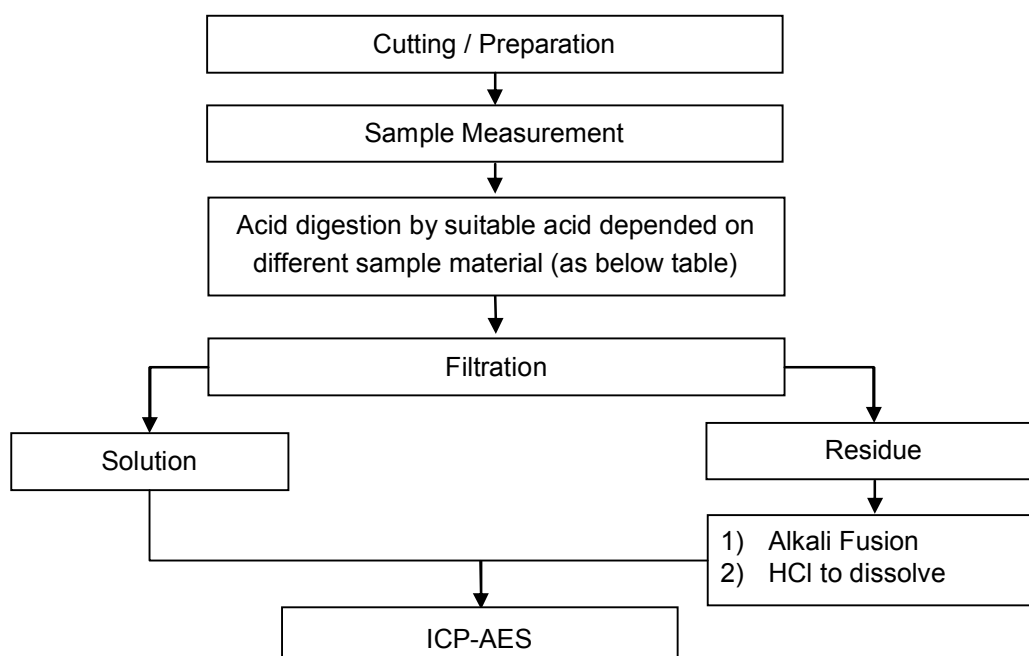 Cutting / Preparation
Sample Measurement
Acid digestion by suitable acid depended on
different sample material (as below table)
Filtration
Solution
Residue
1) Alkali Fusion
2) HCl to dissolve
ICP-AES